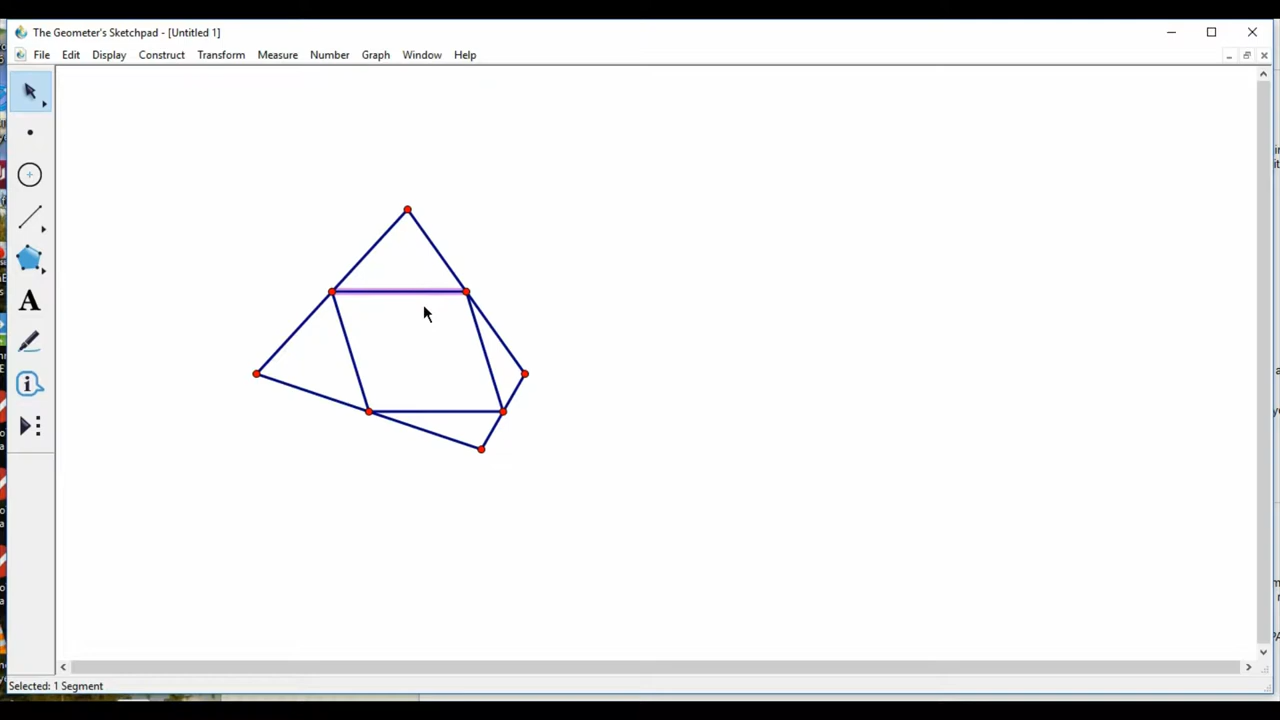 The Geometer's Sketchpad - [Untitled 1]
File Edit Display Construct Transform Measure Number Graph Window Help
A
i
Selected: 1 Segment